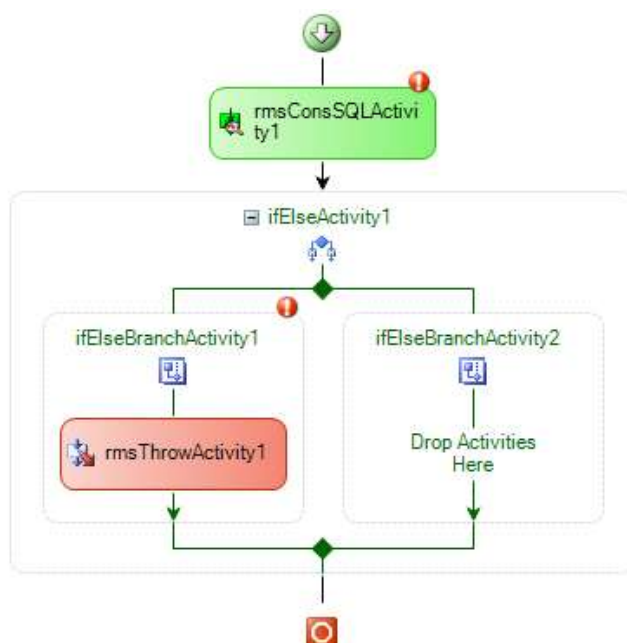 rmsConsSQLActivi
ty1
ifElseActivity1
ifElseBranchActivity1
ifElseBranchActivity2
rmsThrowActivity1
Drop Activities
Here